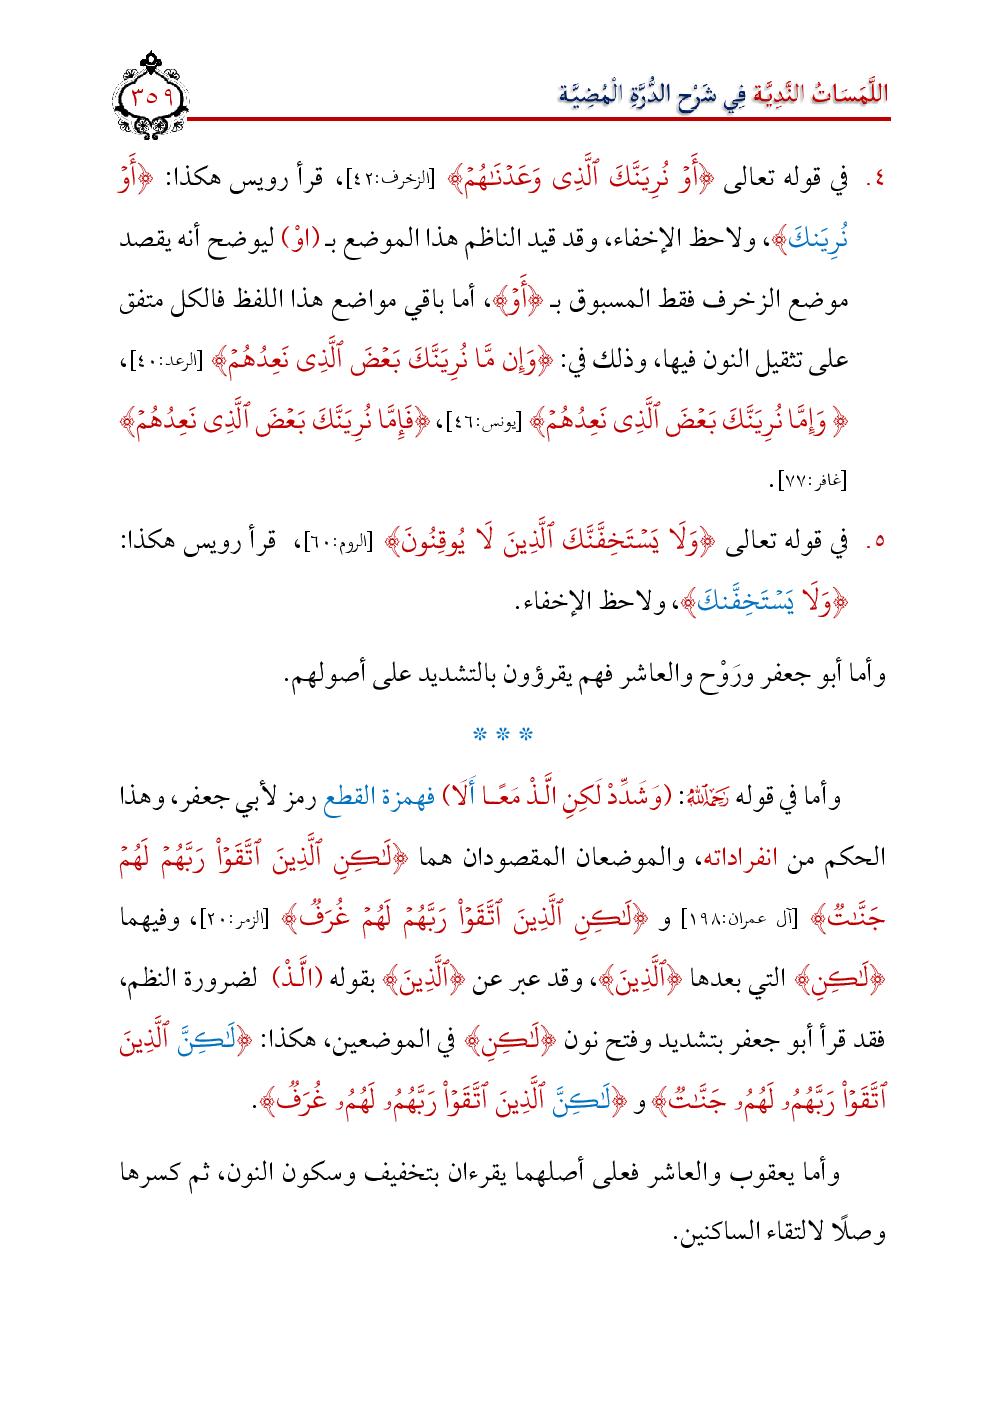 اللَّمَسَاتُ النَّدِيَّة فِي شَرْح الدُّرَّةِ الْمُضِيَّة
٣٥٩
٤. في قوله تعالى ﴿أَوْ نُرِيَنَّكَ ٱلَّذِى وَعَدْنَـٰهُمْ﴾ [الزخرف:٤٢]، قرأ رويس هكذا: ﴿أَوْ
نُرِيَنكَ﴾، ولاحظ الإخفاء، وقد قيد الناظم هذا الموضع بـ (اوْ) ليوضح أنه يقصد
موضع الزخرف فقط المسبوق بـ ﴿أَوْ﴾، أما باقي مواضع هذا اللفظ فالكل متفق
على تثقيل النون فيها، وذلك في: ﴿وَإِن مَّا نُرِيَنَّكَ بَعْضَ ٱلَّذِى نَعِدُهُمْ﴾ [الرعد:٤٠]،
﴿ وَإِمَّا نُرِيَنَّكَ بَعْضَ ٱلَّذِى نَعِدُهُمْ﴾ [يونس:٤٦]، ﴿فَإِمَّا نُرِيَنَّكَ بَعْضَ ٱلَّذِى نَعِدُهُمْ﴾
[غافر:٧٧].
٥. في قوله تعالى ﴿وَلَا يَسْتَخِفَّنَّكَ ٱلَّذِينَ لَا يُوقِنُونَ﴾ [الروم:٦٠]، قرأ رويس هكذا:
﴿وَلَا يَسْتَخِفَّنكَ﴾، ولاحظ الإخفاء.
وأما أبو جعفر ورَوْح والعاشر فهم يقرؤون بالتشديد على أصولهم.
* * *
وأما في قوله رَحِمَهُ ٱللَّهُ: (وَشَدِّدْ لَكِنِ الَّـذْ مَعًـا أَلَا) فهمزة القطع رمز لأبي جعفر، وهذا
الحكم من انفراداته، والموضعان المقصودان هما ﴿لَـٰكِنِ ٱلَّذِينَ ٱتَّقَوْا۟ رَبَّهُمْ لَهُمْ
جَنَّـٰتٌ﴾ [آل عمران:١٩٨] و ﴿لَـٰكِنِ ٱلَّذِينَ ٱتَّقَوْا۟ رَبَّهُمْ لَهُمْ غُرَفٌ﴾ [الزمر:٢٠]، وفيهما
﴿لَـٰكِنِ﴾ التي بعدها ﴿ٱلَّذِينَ﴾، وقد عبر عن ﴿ٱلَّذِينَ﴾ بقوله (الَّـذْ) لضرورة النظم،
فقد قرأ أبو جعفر بتشديد وفتح نون ﴿لَـٰكِنِ﴾ في الموضعين، هكذا: ﴿لَـٰكِنَّ ٱلَّذِينَ
ٱتَّقَوْا۟ رَبَّهُمُۥ لَهُمُۥ جَنَّـٰتٌ﴾ و ﴿لَـٰكِنَّ ٱلَّذِينَ ٱتَّقَوْا۟ رَبَّهُمُۥ لَهُمُۥ غُرَفٌ﴾.
وأما يعقوب والعاشر فعلى أصلهما يقرءان بتخفيف وسكون النون، ثم كسرها
وصلًا لالتقاء الساكنين.